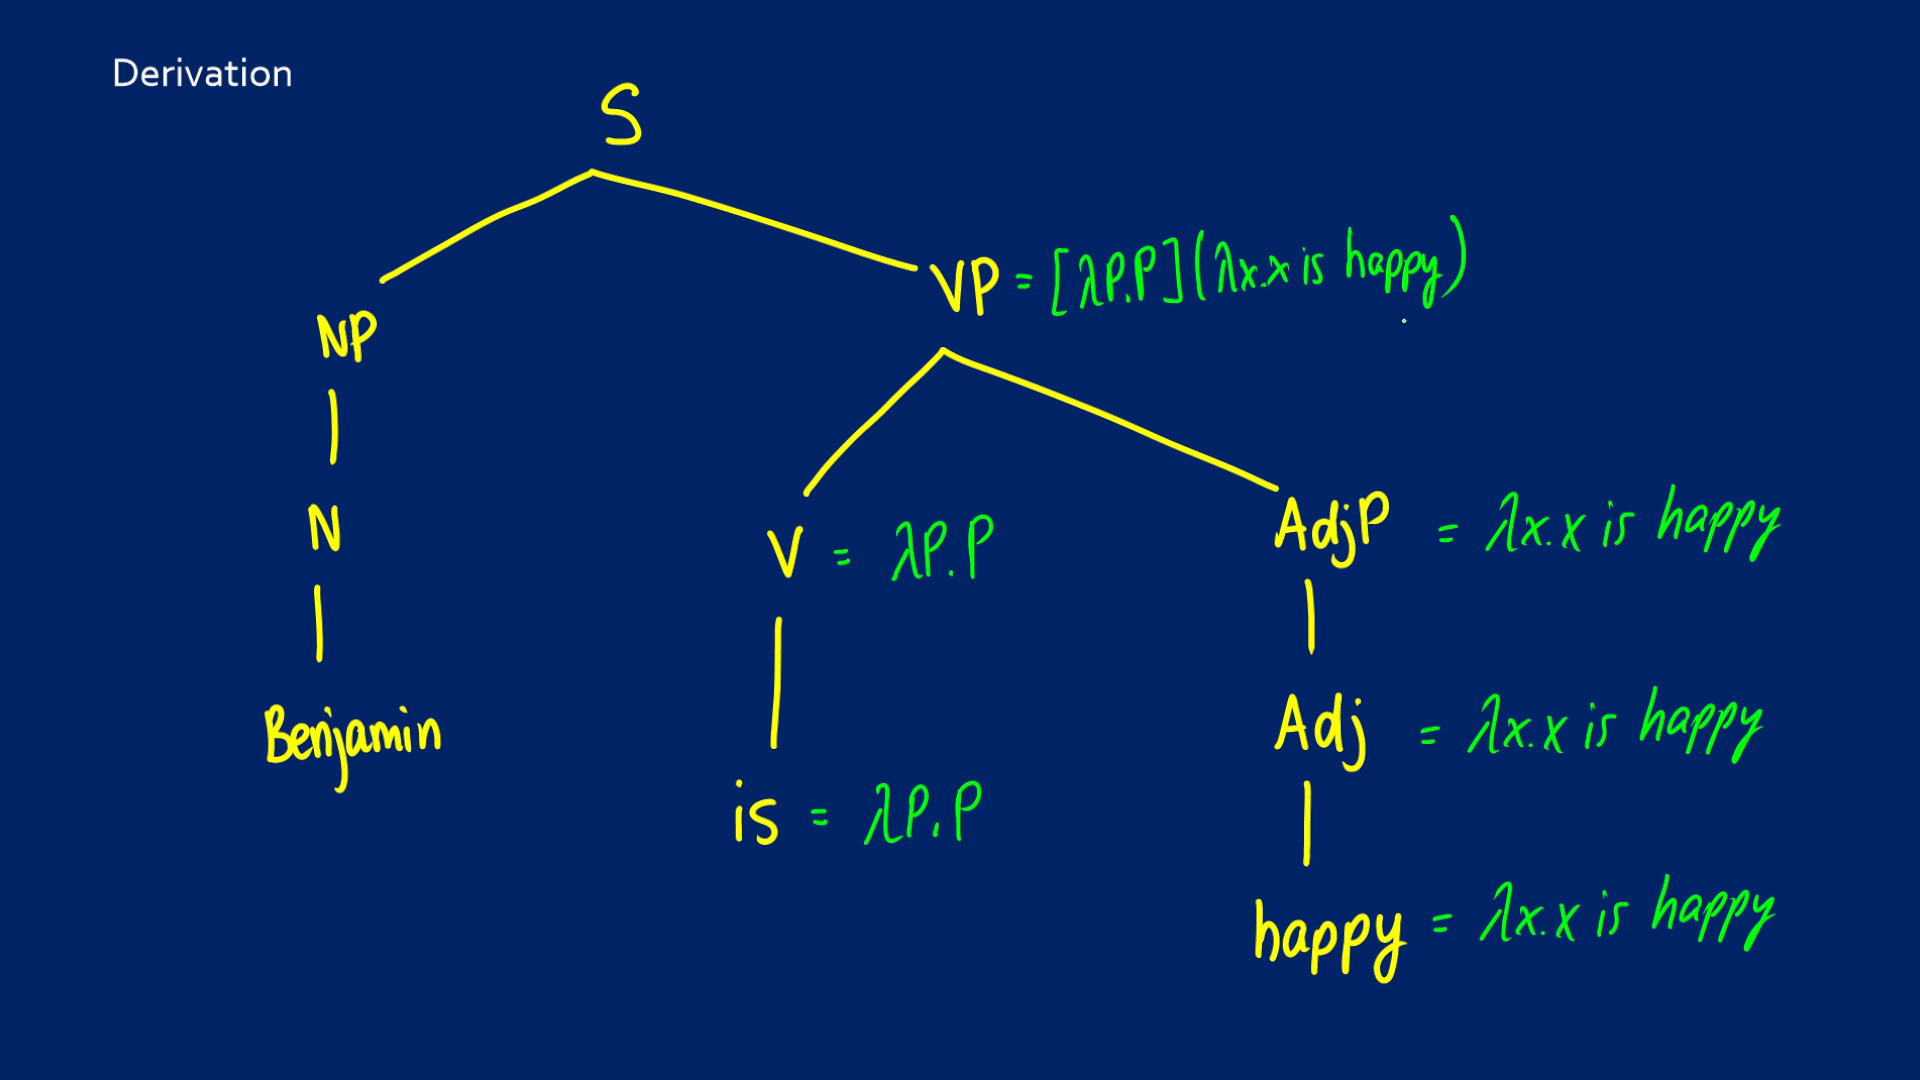 Derivation
S
VP = [λP.P](λx.x is happy)
NP
N
V = λP.P
AdjP = λx.x is happy
Benjamin
Adj = λx.x is happy
is = λP.P
happy = λx.x is happy